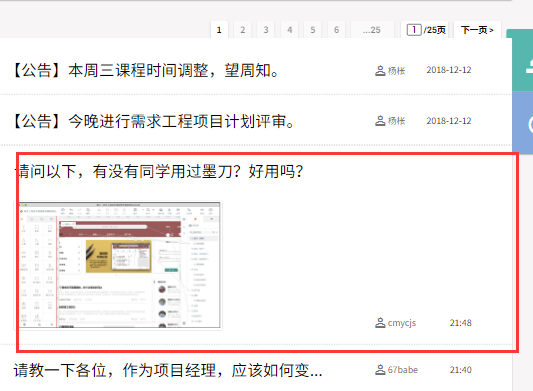 1 2 3 4 5 6 ...25 1 /25页 下一页 >
【公告】本周三课程时间调整，望周知。 杨枨 2018-12-12
【公告】今晚进行需求工程项目计划评审。 杨枨 2018-12-12
请问以下，有没有同学用过墨刀？好用吗？
cmycjs 21:48
请教一下各位，作为项目经理，应该如何变... 67babe 21:40